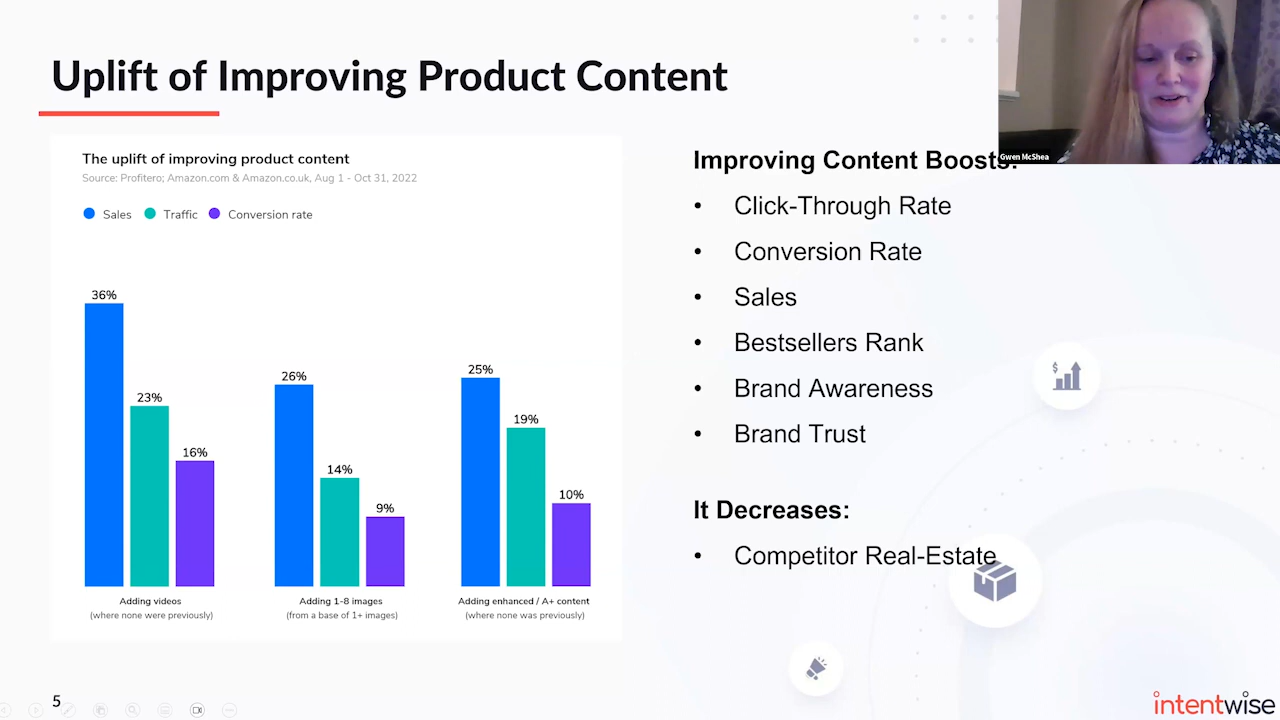 Uplift of Improving Product Content
Gwen McShea
The uplift of improving product content
Source: Profitero; Amazon.com & Amazon.co.uk, Aug 1 - Oct 31, 2022
Sales Traffic Conversion rate
36%
23%
16%
26%
14%
9%
25%
19%
10%
Adding videos
(where none were previously)
Adding 1-8 images
(from a base of 1+ images)
Adding enhanced / A+ content
(where none was previously)
Improving Content Boosts:
• Click-Through Rate
• Conversion Rate
• Sales
• Bestsellers Rank
• Brand Awareness
• Brand Trust
It Decreases:
• Competitor Real-Estate
$
5
intentwise